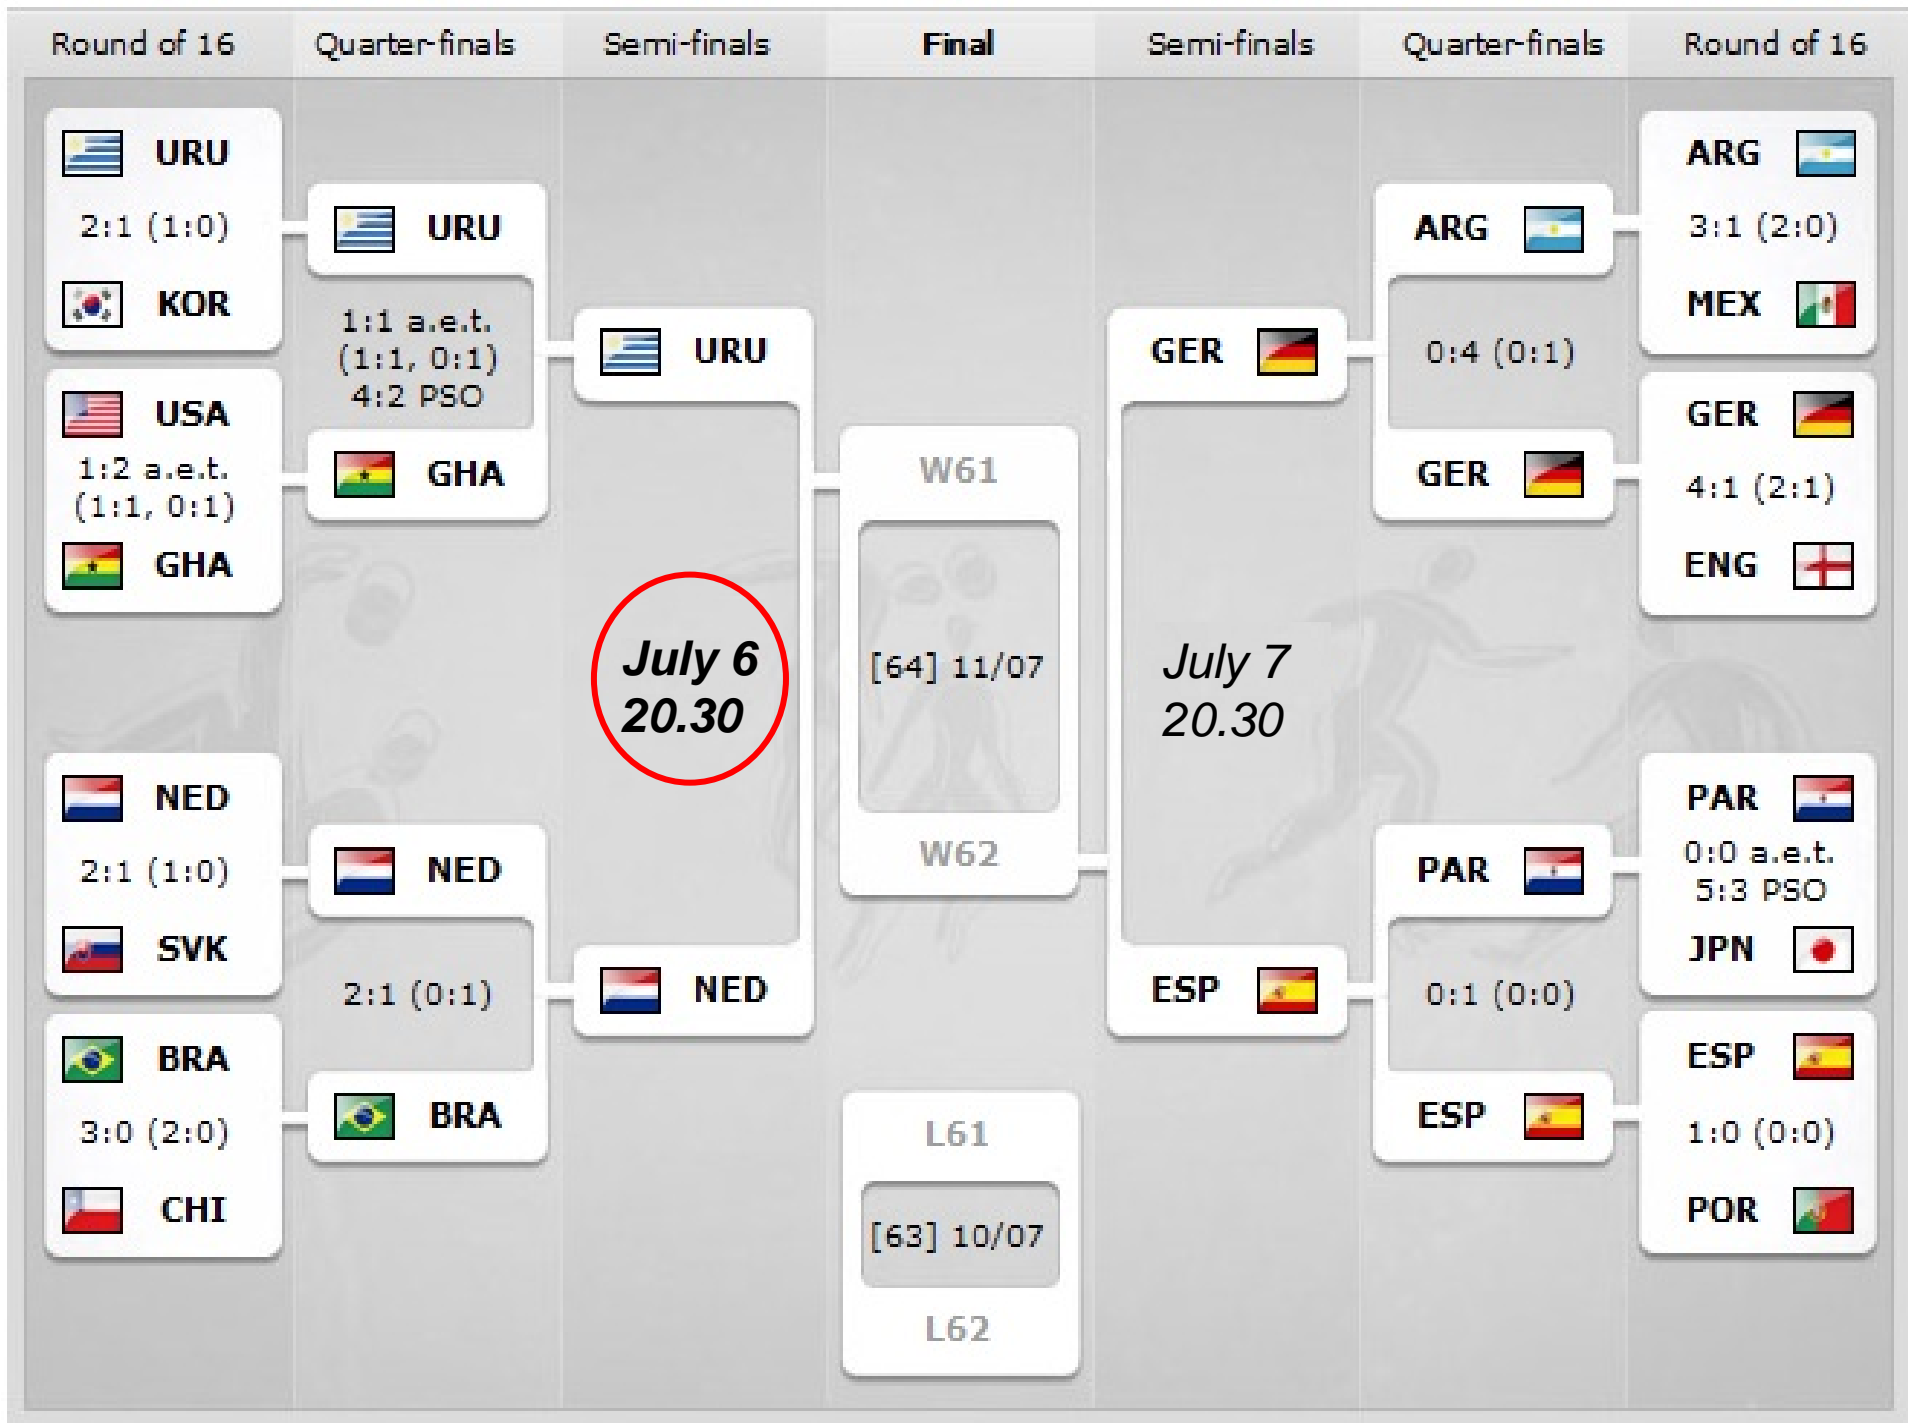 Round of 16
Quarter-finals
Semi-finals
Final
Semi-finals
Quarter-finals
Round of 16
URU
2:1 (1:0)
KOR
USA
1:2 a.e.t.
(1:1, 0:1)
GHA
NED
2:1 (1:0)
SVK
BRA
3:0 (2:0)
CHI
URU
1:1 a.e.t.
(1:1, 0:1)
4:2 PSO
GHA
NED
2:1 (0:1)
BRA
URU
July 6
20.30
NED
W61
[64] 11/07
W62
L61
[63] 10/07
L62
GER
July 7
20.30
ESP
ARG
0:4 (0:1)
GER
PAR
0:1 (0:0)
ESP
ARG
3:1 (2:0)
MEX
GER
4:1 (2:1)
ENG
PAR
0:0 a.e.t.
5:3 PSO
JPN
ESP
1:0 (0:0)
POR